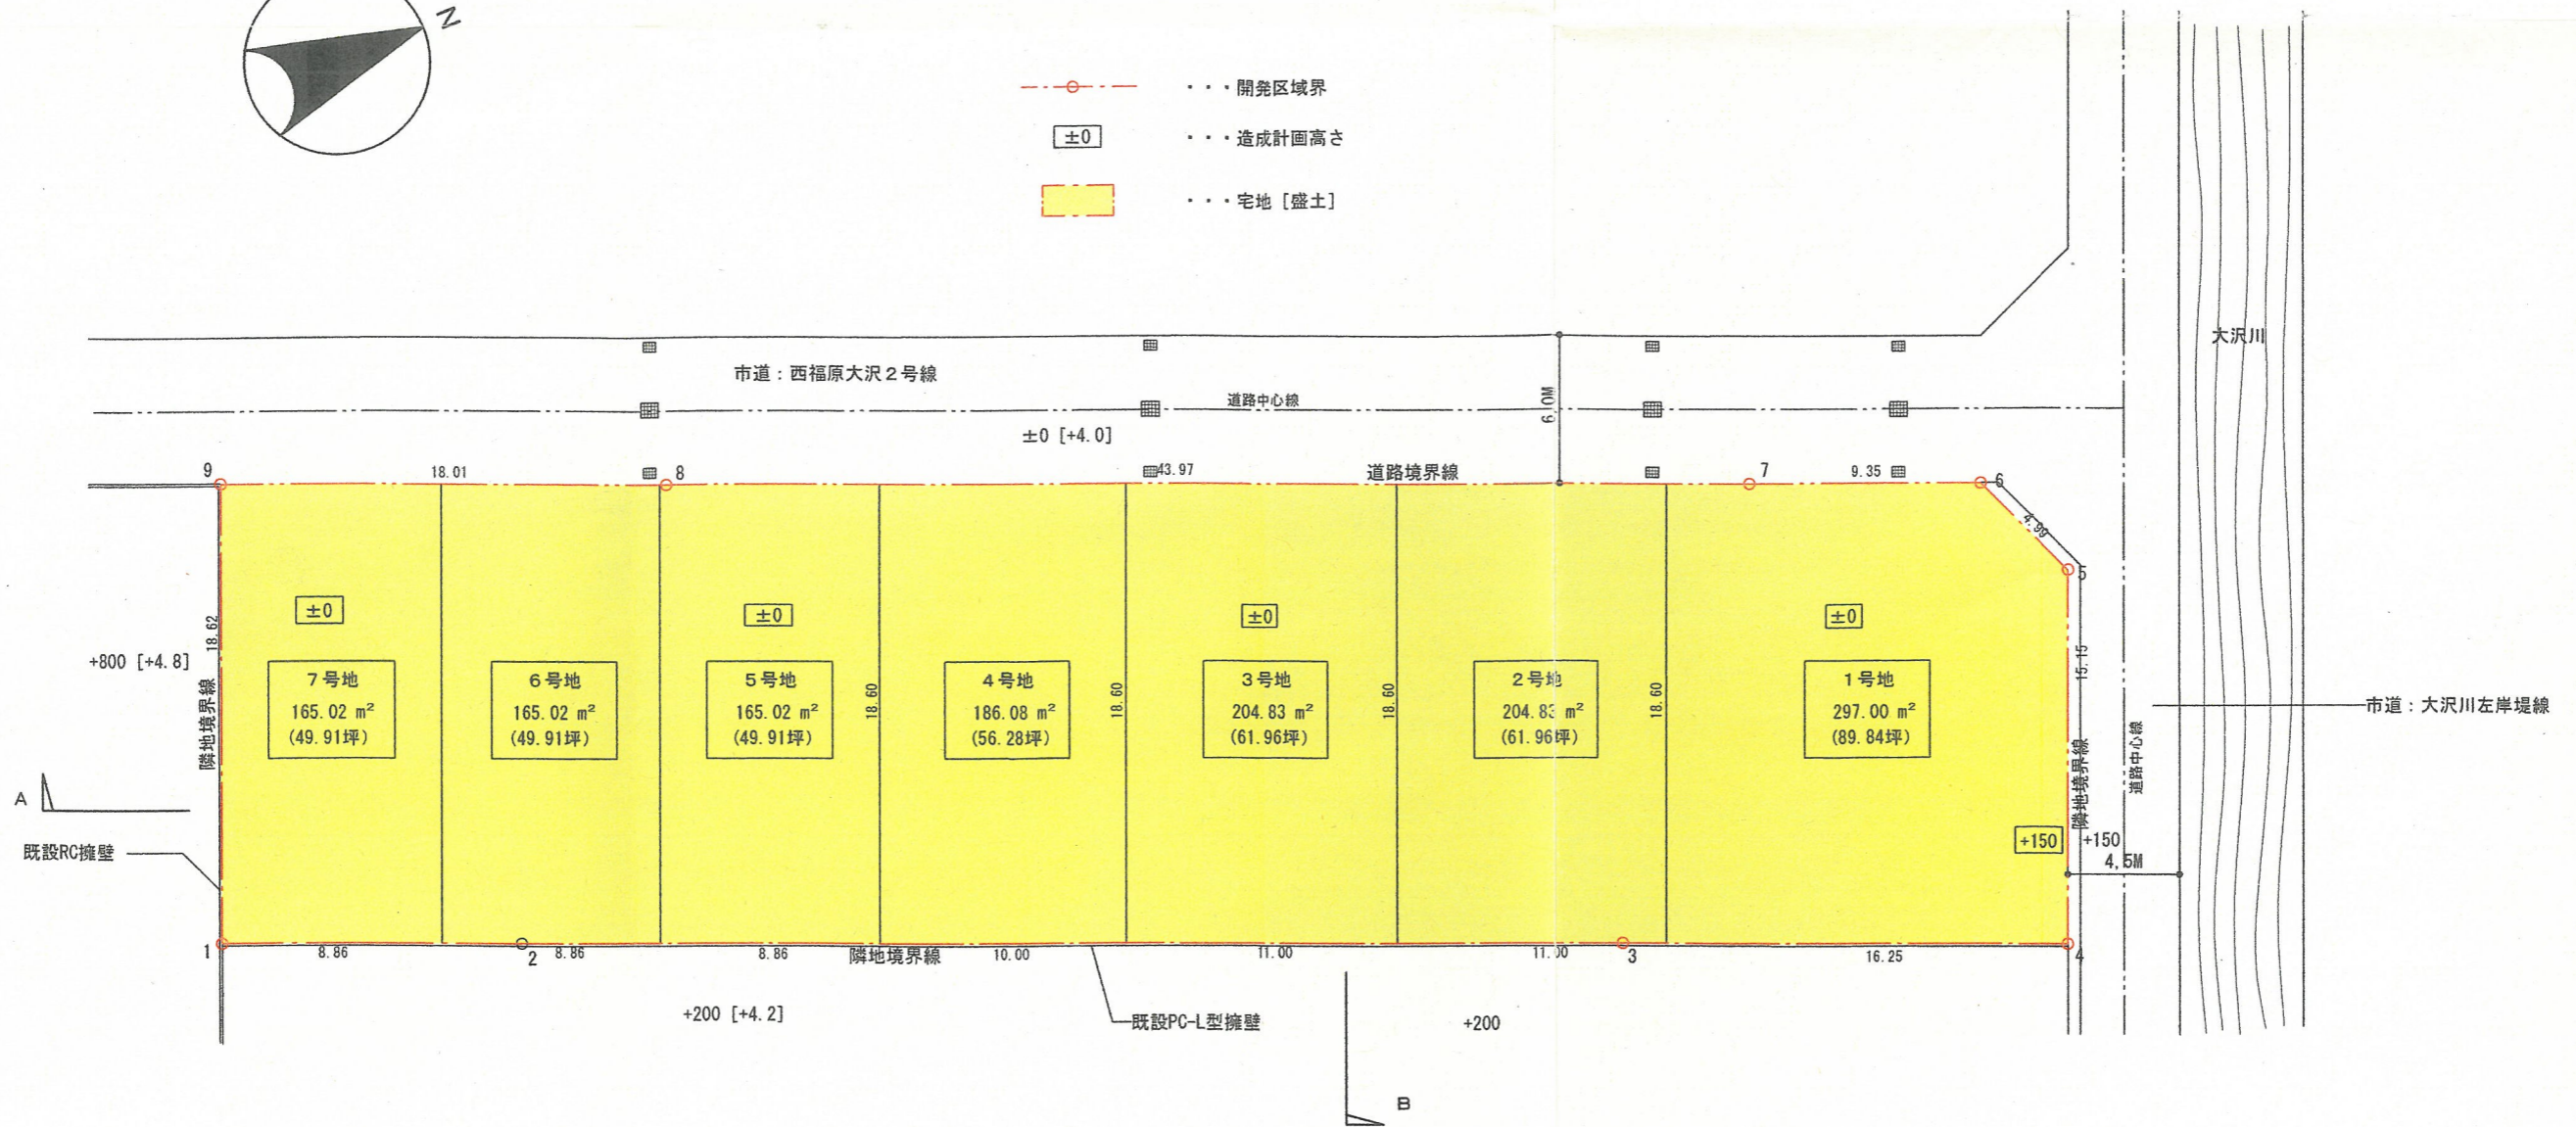 N
・・・開発区域界
±0 ・・・造成計画高さ
・・・宅地 [盛土]
大沢川
市道：西福原大沢２号線
道路中心線
6.0M
±0 [+4.0]
9
18.01
8
43.97
道路境界線
7
9.35
6
4.99
5
±0
±0
±0
±0
18.62
+800 [+4.8]
隣地境界線
７号地
165.02 m²
(49.91坪)
６号地
165.02 m²
(49.91坪)
５号地
165.02 m²
(49.91坪)
18.60
４号地
186.08 m²
(56.28坪)
18.60
３号地
204.83 m²
(61.96坪)
18.60
２号地
204.83 m²
(61.96坪)
18.60
１号地
297.00 m²
(89.84坪)
15.15
市道：大沢川左岸堤線
道路中心線
隣地境界線
A
既設RC擁壁
+150
+150
4,5M
1
8.86
2
8.86
8.86
隣地境界線
10.00
11.00
11.00
3
16.25
4
+200 [+4.2]
既設PC-L型擁壁
+200
B